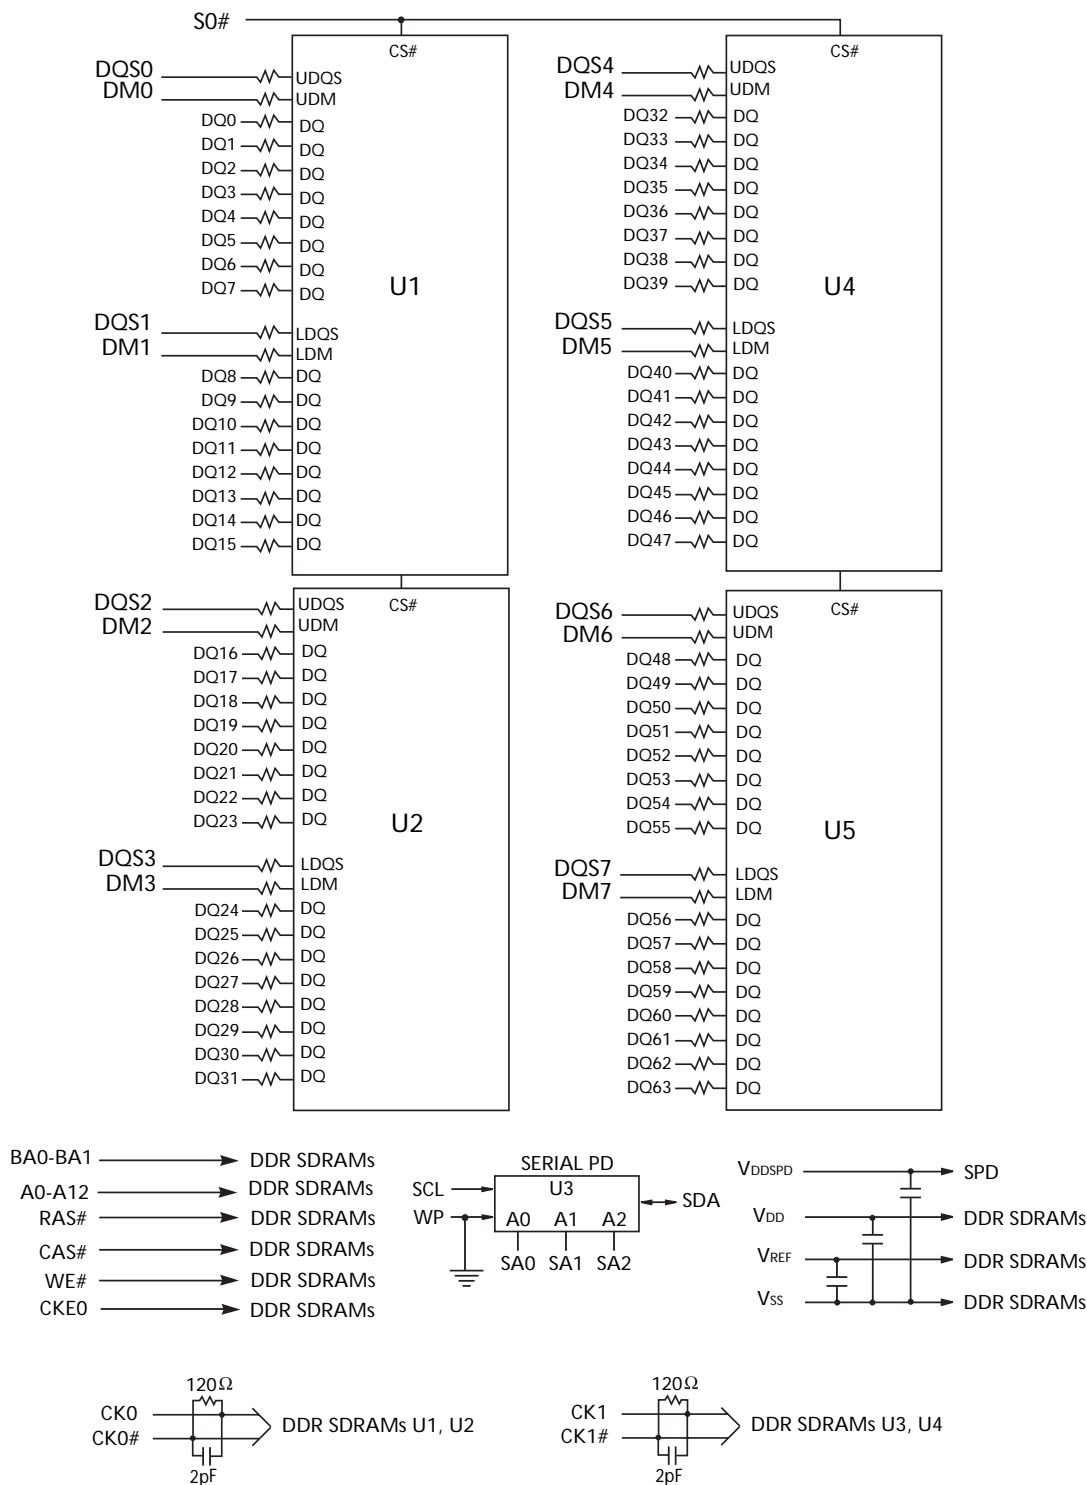 S0#
CS#
DQS0 UDQS
DM0 UDM
DQ0 DQ
DQ1 DQ
DQ2 DQ
DQ3 DQ
DQ4 DQ
DQ5 DQ
DQ6 DQ
DQ7 DQ
U1
DQS1 LDQS
DM1 LDM
DQ8 DQ
DQ9 DQ
DQ10 DQ
DQ11 DQ
DQ12 DQ
DQ13 DQ
DQ14 DQ
DQ15 DQ
CS#
DQS4 UDQS
DM4 UDM
DQ32 DQ
DQ33 DQ
DQ34 DQ
DQ35 DQ
DQ36 DQ
DQ37 DQ
DQ38 DQ
DQ39 DQ
U4
DQS5 LDQS
DM5 LDM
DQ40 DQ
DQ41 DQ
DQ42 DQ
DQ43 DQ
DQ44 DQ
DQ45 DQ
DQ46 DQ
DQ47 DQ
CS#
DQS2 UDQS
DM2 UDM
DQ16 DQ
DQ17 DQ
DQ18 DQ
DQ19 DQ
DQ20 DQ
DQ21 DQ
DQ22 DQ
DQ23 DQ
U2
DQS3 LDQS
DM3 LDM
DQ24 DQ
DQ25 DQ
DQ26 DQ
DQ27 DQ
DQ28 DQ
DQ29 DQ
DQ30 DQ
DQ31 DQ
CS#
DQS6 UDQS
DM6 UDM
DQ48 DQ
DQ49 DQ
DQ50 DQ
DQ51 DQ
DQ52 DQ
DQ53 DQ
DQ54 DQ
DQ55 DQ
U5
DQS7 LDQS
DM7 LDM
DQ56 DQ
DQ57 DQ
DQ58 DQ
DQ59 DQ
DQ60 DQ
DQ61 DQ
DQ62 DQ
DQ63 DQ
BA0-BA1 DDR SDRAMs
A0-A12 DDR SDRAMs
RAS# DDR SDRAMs
CAS# DDR SDRAMs
WE# DDR SDRAMs
CKE0 DDR SDRAMs
SERIAL PD
SCL U3 SDA
WP A0 A1 A2
SA0 SA1 SA2
VDDSPD SPD
VDD DDR SDRAMs
VREF DDR SDRAMs
VSS DDR SDRAMs
120Ω
CK0
CK0#
DDR SDRAMs U1, U2
2pF
120Ω
CK1
CK1#
DDR SDRAMs U3, U4
2pF